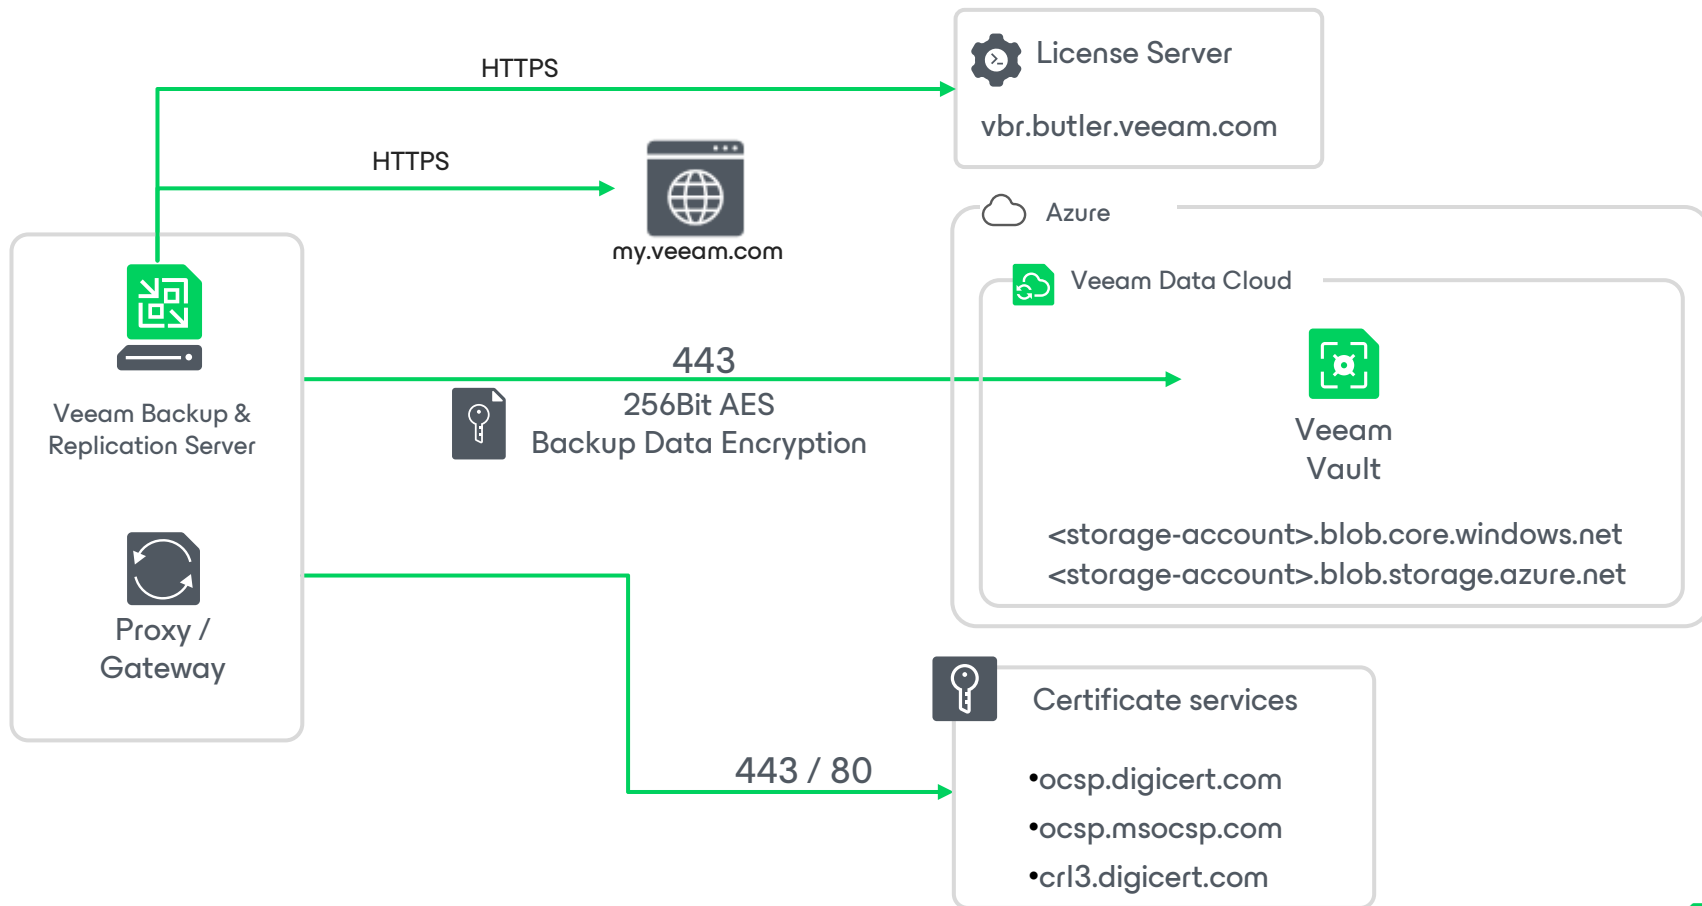 HTTPS
License Server
vbr.butler.veeam.com
HTTPS
my.veeam.com
Azure
Veeam Data Cloud
Veeam Backup &
Replication Server
443
256Bit AES
Backup Data Encryption
Veeam
Vault
<storage-account>.blob.core.windows.net
<storage-account>.blob.storage.azure.net
Proxy /
Gateway
443 / 80
Certificate services
•ocsp.digicert.com
•ocsp.msocsp.com
•crl3.digicert.com